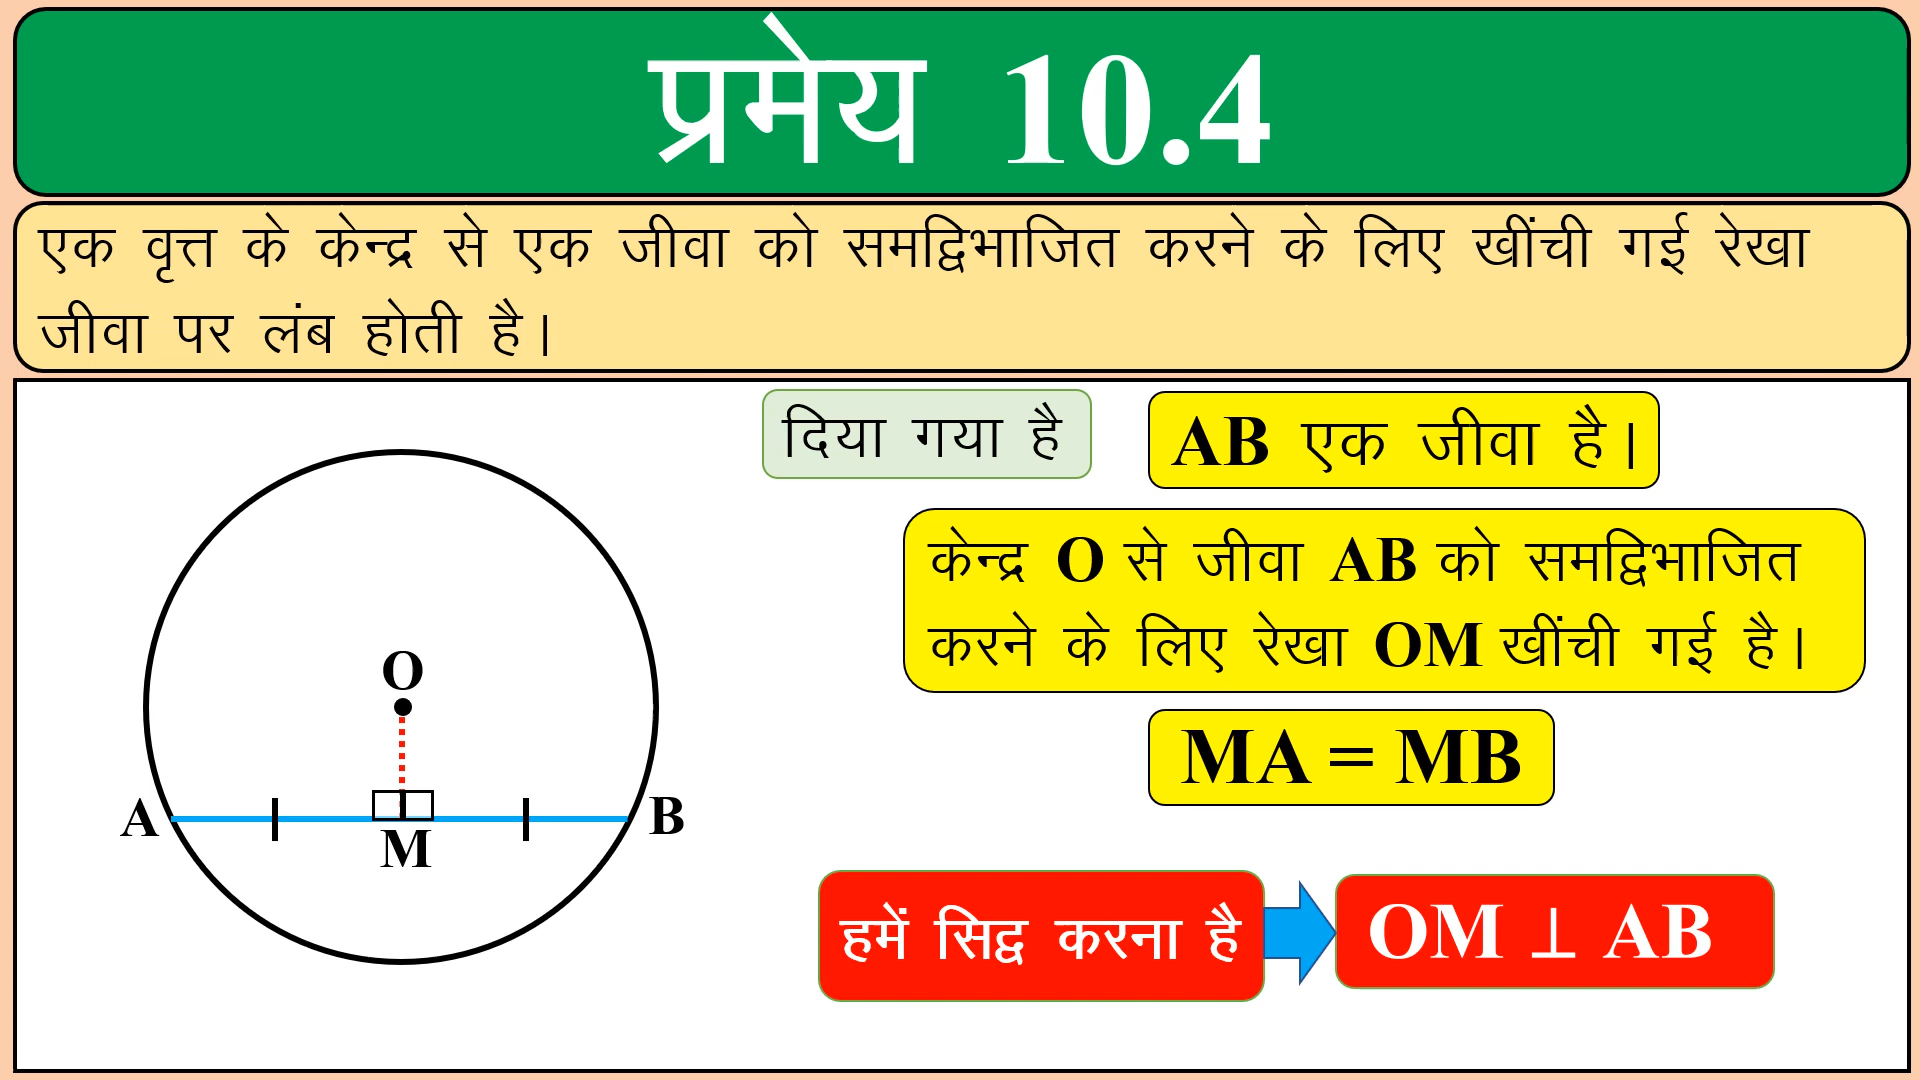 प्रमेय 10.4
एक वृत्त के केन्द्र से एक जीवा को समद्विभाजित करने के लिए खींची गई रेखा
जीवा पर लंब होती है।
दिया गया है
AB एक जीवा है।
केन्द्र O से जीवा AB को समद्विभाजित
करने के लिए रेखा OM खींची गई है।
MA = MB
O
A
B
M
हमें सिद्व करना है
OM ⊥ AB